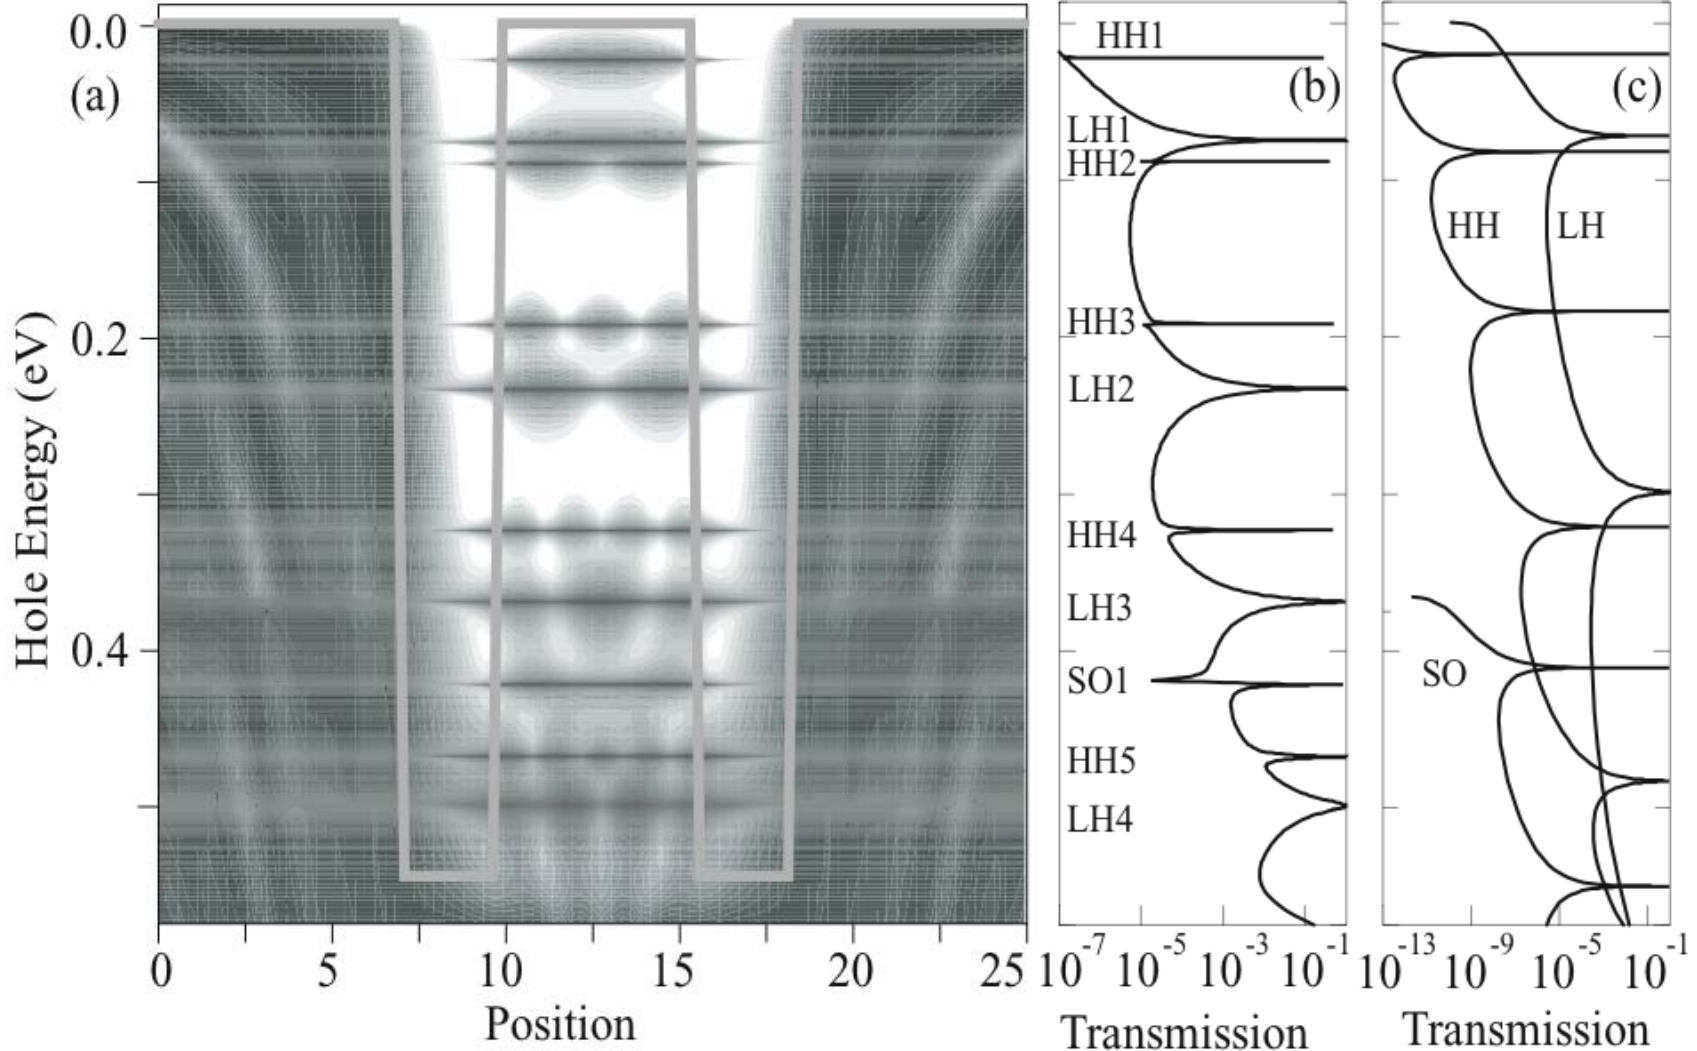 0.0
(a)
0.2
0.4
Hole Energy (eV)
0 5 10 15 20 25
Position
HH1
(b)
LH1
HH2
HH3
LH2
HH4
LH3
SO1
HH5
LH4
10-7 10-5 10-3 10-1
Transmission
(c)
HH LH
SO
10-13 10-9 10-5 10-1
Transmission